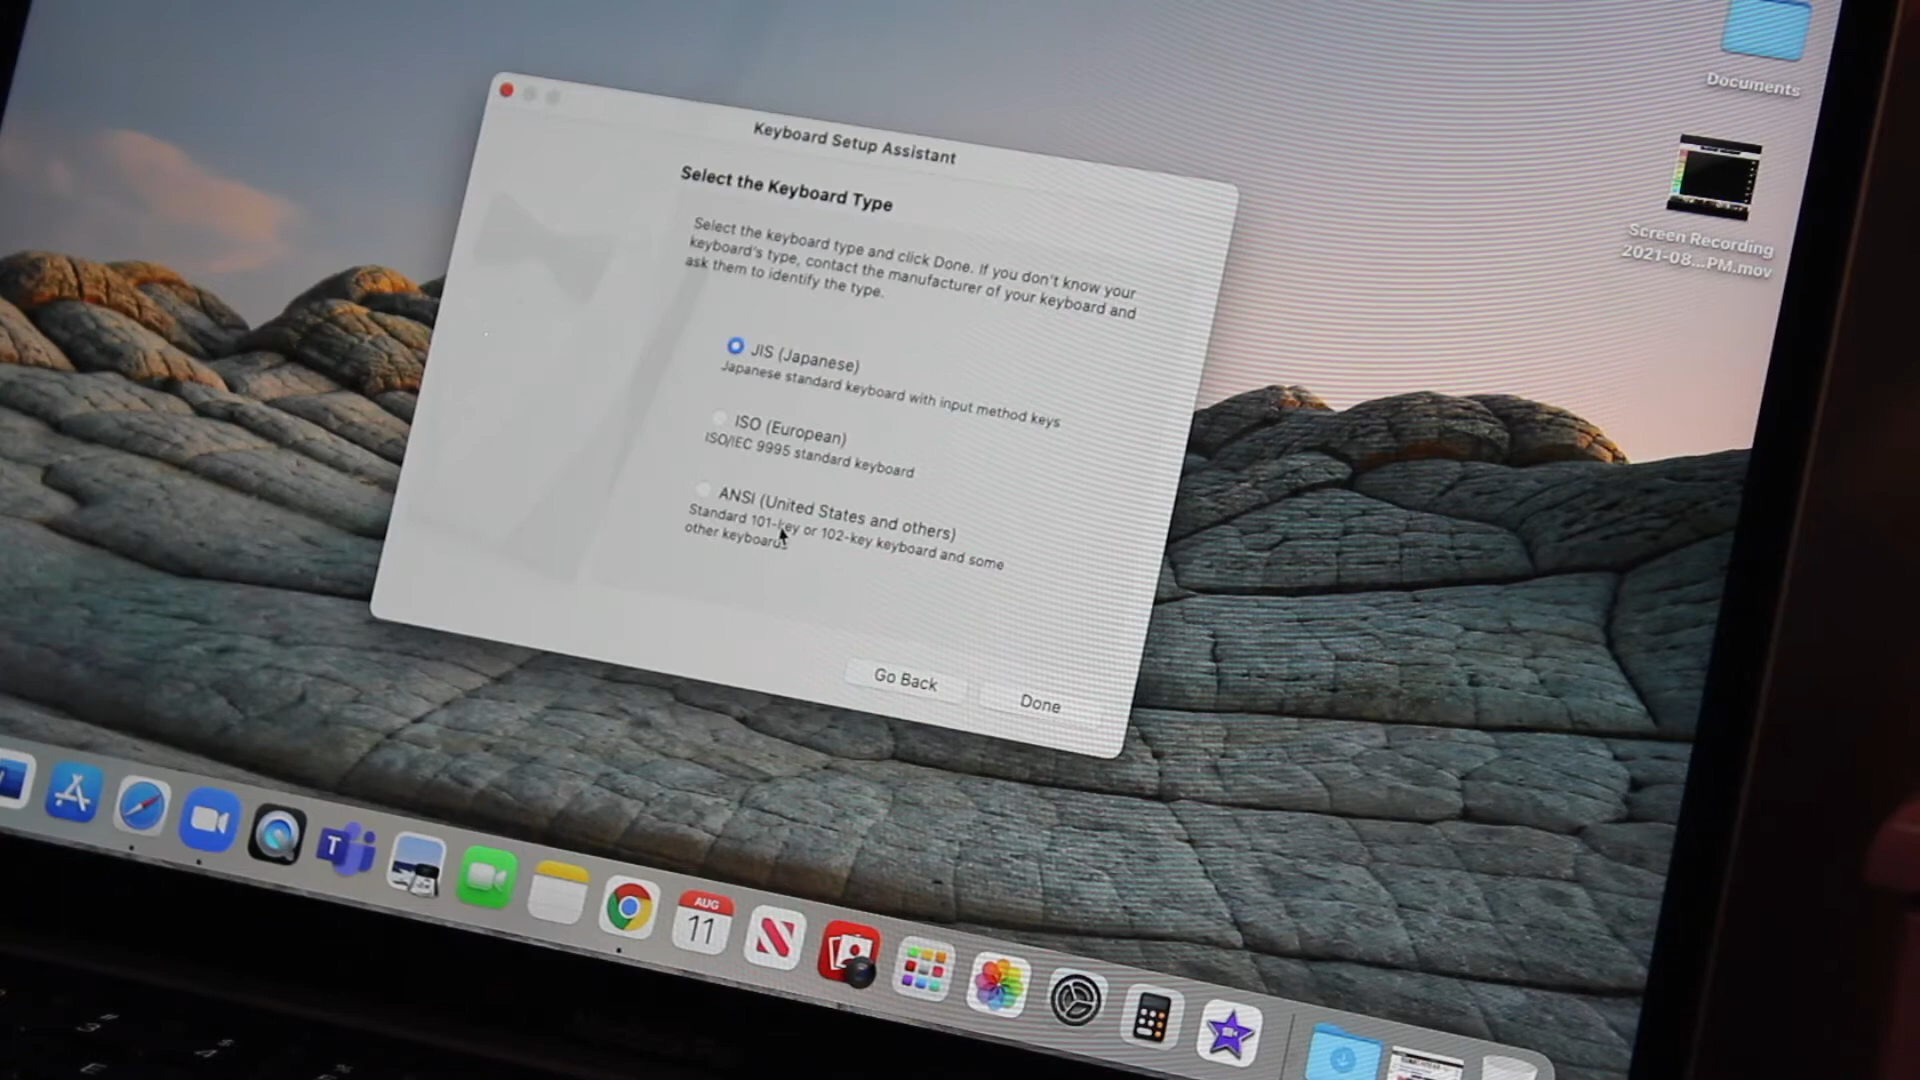 Documents
Screen Recording
2021-08...PM.mov
Keyboard Setup Assistant
Select the Keyboard Type
Select the keyboard type and click Done. If you don't know your
keyboard's type, contact the manufacturer of your keyboard and
ask them to identify the type.
JIS (Japanese)
Japanese standard keyboard with input method keys
ISO (European)
ISO/IEC 9995 standard keyboard
ANSI (United States and others)
Standard 101-key or 102-key keyboard and some
other keyboards
Go Back
Done
T
AUG
11
3
E
4